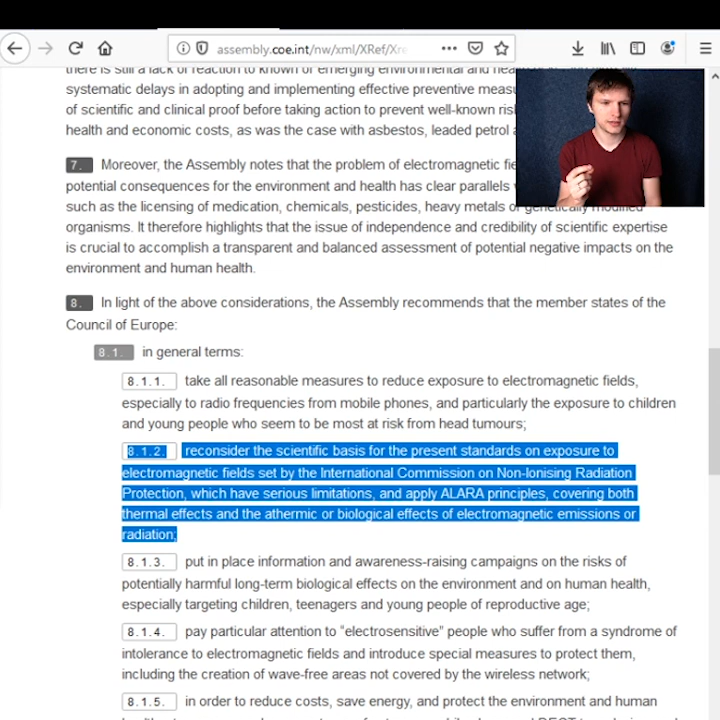 assembly.coe.int/nw/xml/XRef/Xre
there is still a lack of reaction to known or emerging environmental and
systematic delays in adopting and implementing effective preventive
of scientific and clinical proof before taking action to prevent well-known
health and economic costs, as was the case with asbestos, leaded petrol
7. Moreover, the Assembly notes that the problem of electromagnetic
potential consequences for the environment and health has clear parallels
such as the licensing of medication, chemicals, pesticides, heavy metals or genetically modified
organisms. It therefore highlights that the issue of independence and credibility of scientific expertise
is crucial to accomplish a transparent and balanced assessment of potential negative impacts on the
environment and human health.
8. In light of the above considerations, the Assembly recommends that the member states of the
Council of Europe:
8.1. in general terms:
8.1.1. take all reasonable measures to reduce exposure to electromagnetic fields,
especially to radio frequencies from mobile phones, and particularly the exposure to children
and young people who seem to be most at risk from head tumours;
8.1.2. reconsider the scientific basis for the present standards on exposure to
electromagnetic fields set by the International Commission on Non-Ionising Radiation
Protection, which have serious limitations, and apply ALARA principles, covering both
thermal effects and the athermic or biological effects of electromagnetic emissions or
radiation;
8.1.3. put in place information and awareness-raising campaigns on the risks of
potentially harmful long-term biological effects on the environment and on human health,
especially targeting children, teenagers and young people of reproductive age;
8.1.4. pay particular attention to “electrosensitive” people who suffer from a syndrome of
intolerance to electromagnetic fields and introduce special measures to protect them,
including the creation of wave-free areas not covered by the wireless network;
8.1.5. in order to reduce costs, save energy, and protect the environment and human